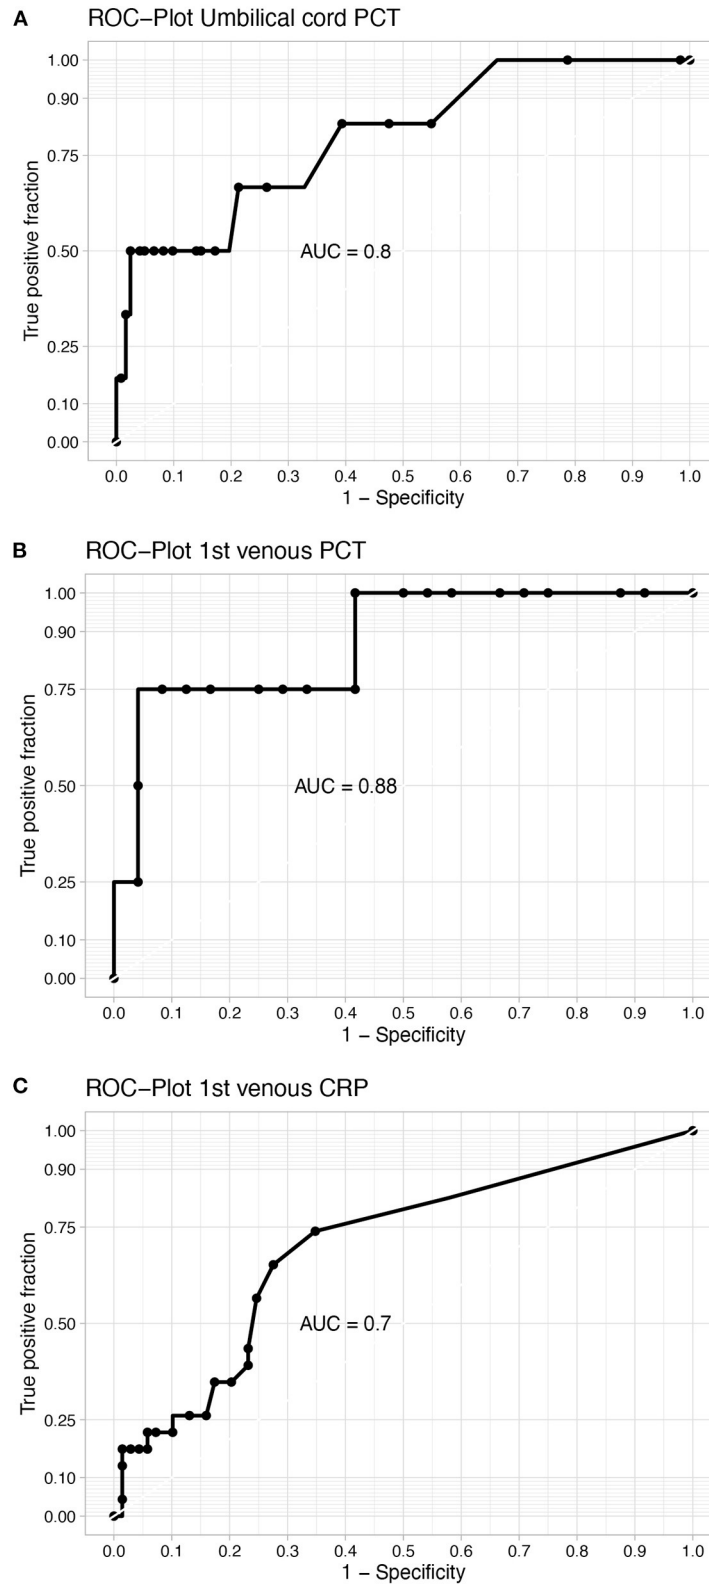 A
ROC−Plot Umbilical cord PCT
1.00
0.90
0.75
0.50
0.25
0.10
0.00
True positive fraction
AUC = 0.8
0.0 0.1 0.2 0.3 0.4 0.5 0.6 0.7 0.8 0.9 1.0
1 − Specificity
B
ROC−Plot 1st venous PCT
1.00
0.90
0.75
0.50
0.25
0.10
0.00
True positive fraction
AUC = 0.88
0.0 0.1 0.2 0.3 0.4 0.5 0.6 0.7 0.8 0.9 1.0
1 − Specificity
C
ROC−Plot 1st venous CRP
1.00
0.90
0.75
0.50
0.25
0.10
0.00
True positive fraction
AUC = 0.7
0.0 0.1 0.2 0.3 0.4 0.5 0.6 0.7 0.8 0.9 1.0
1 − Specificity